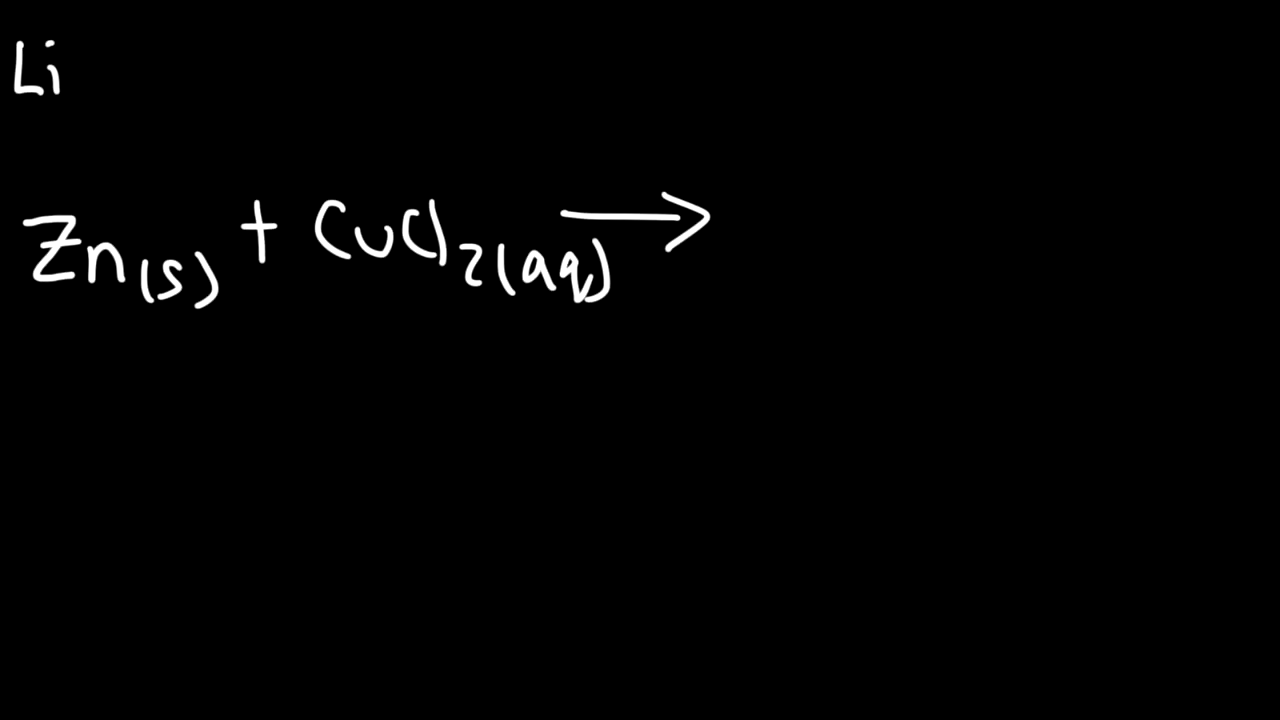 Li
Zn(s) + CuCl2(aq) →